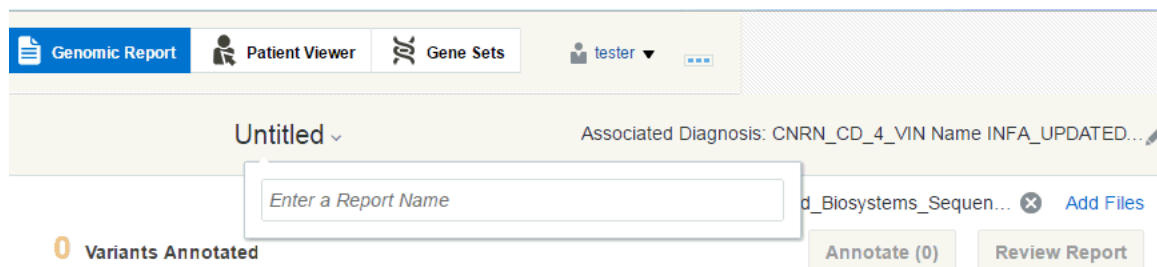 Genomic Report Patient Viewer Gene Sets tester
Untitled Associated Diagnosis: CNRN_CD_4_VIN Name INFA_UPDATED...
Enter a Report Name
d_Biosystems_Sequen... Add Files
0 Variants Annotated Annotate (0) Review Report